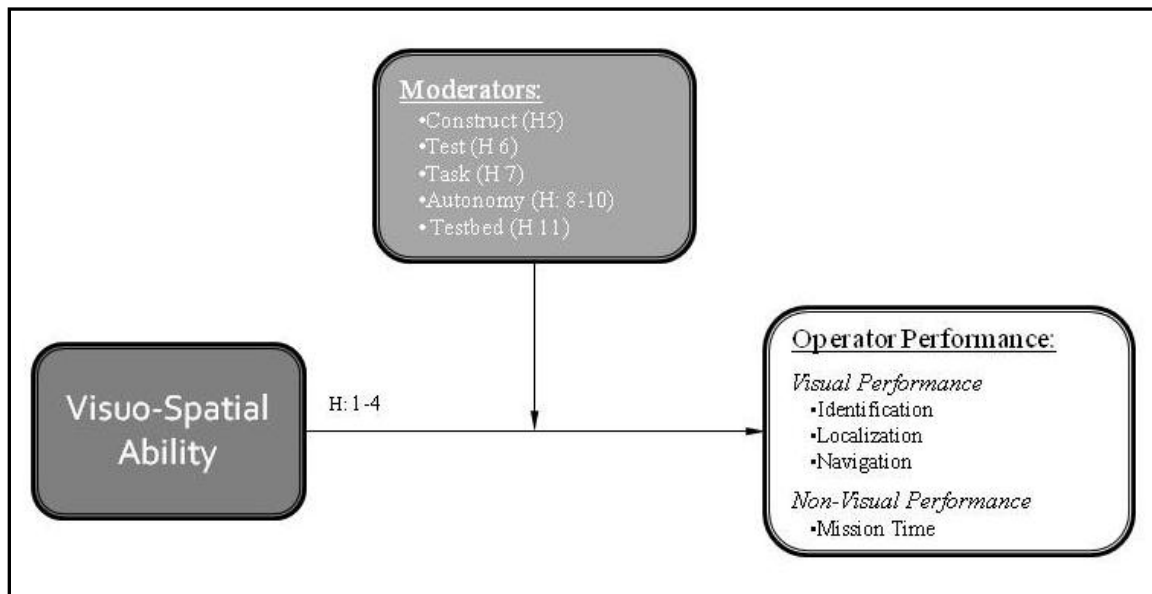 Moderators:
•Construct (H5)
•Test (H 6)
•Task (H 7)
•Autonomy (H: 8-10)
• Testbed (H 11)
Visuo-Spatial
Ability
H: 1-4
Operator Performance:
Visual Performance
▪Identification
▪Localization
▪Navigation
Non-Visual Performance
▪Mission Time